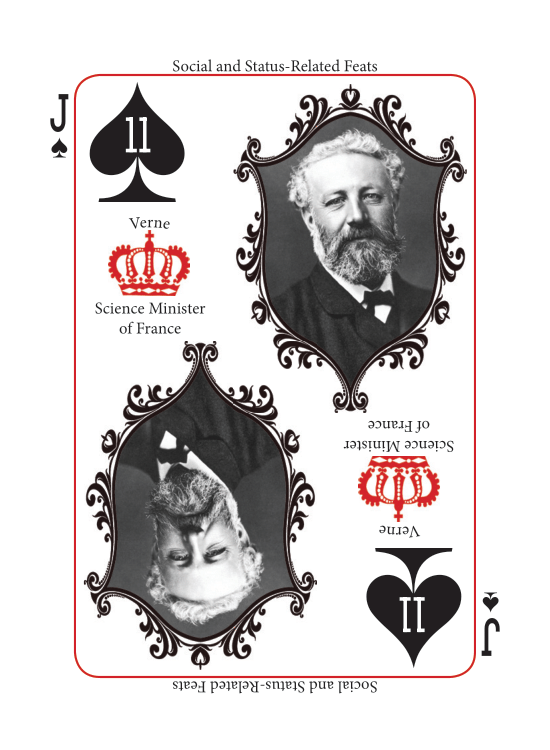 Social and Status-Related Feats
J
11
Verne
Science Minister
of France
Science Minister
of France
Verne
11
J
Social and Status-Related Feats